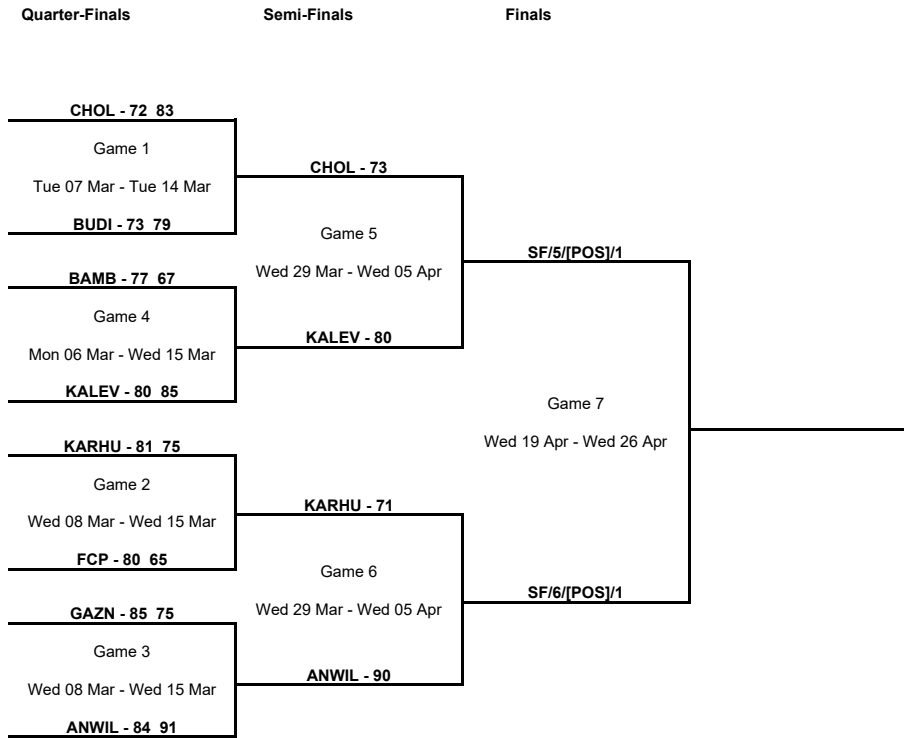 Quarter-Finals Semi-Finals Finals
CHOL - 72 83
Game 1
Tue 07 Mar - Tue 14 Mar
BUDI - 73 79
BAMB - 77 67
Game 4
Mon 06 Mar - Wed 15 Mar
KALEV - 80 85
KARHU - 81 75
Game 2
Wed 08 Mar - Wed 15 Mar
FCP - 80 65
GAZN - 85 75
Game 3
Wed 08 Mar - Wed 15 Mar
ANWIL - 84 91
CHOL - 73
Game 5
Wed 29 Mar - Wed 05 Apr
KALEV - 80
KARHU - 71
Game 6
Wed 29 Mar - Wed 05 Apr
ANWIL - 90
SF/5/[POS]/1
Game 7
Wed 19 Apr - Wed 26 Apr
SF/6/[POS]/1